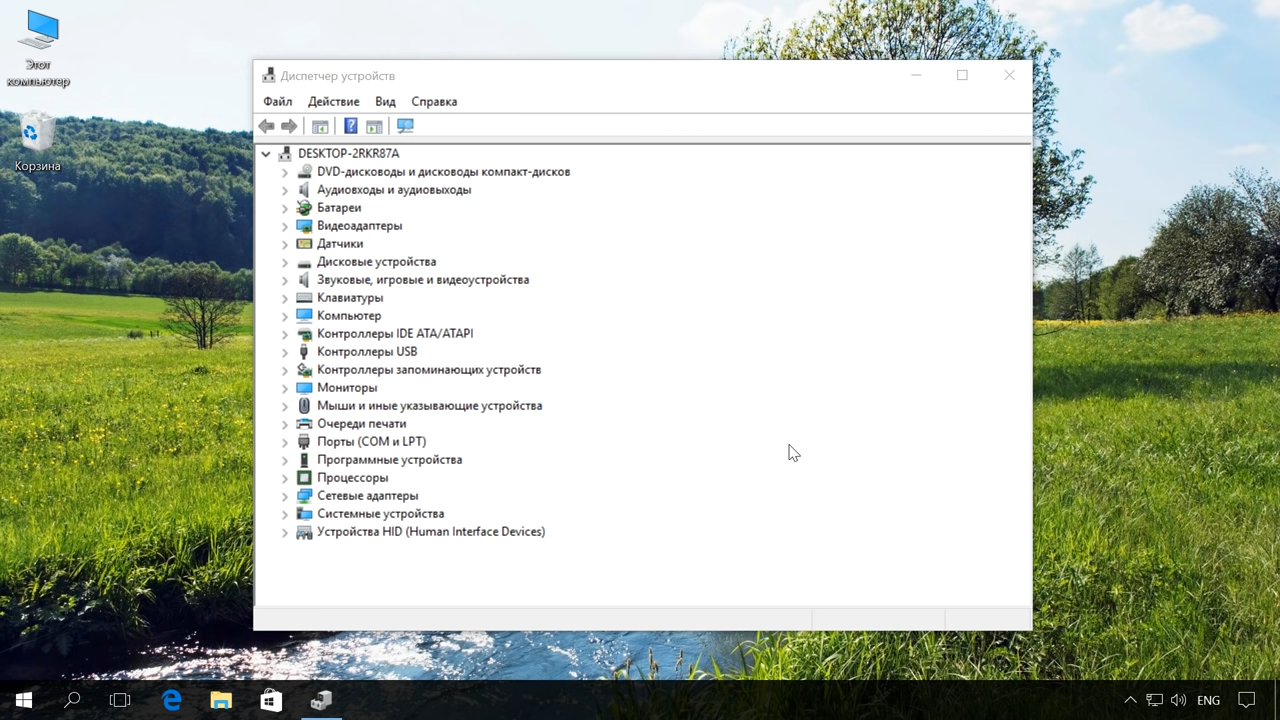 Этот
компьютер
Корзина
Диспетчер устройств
Файл Действие Вид Справка
DESKTOP-2RKR87A
DVD-дисководы и дисководы компакт-дисков
Аудиовходы и аудиовыходы
Батареи
Видеоадаптеры
Датчики
Дисковые устройства
Звуковые, игровые и видеоустройства
Клавиатуры
Компьютер
Контроллеры IDE ATA/ATAPI
Контроллеры USB
Контроллеры запоминающих устройств
Мониторы
Мыши и иные указывающие устройства
Очереди печати
Порты (COM и LPT)
Программные устройства
Процессоры
Сетевые адаптеры
Системные устройства
Устройства HID (Human Interface Devices)
ENG